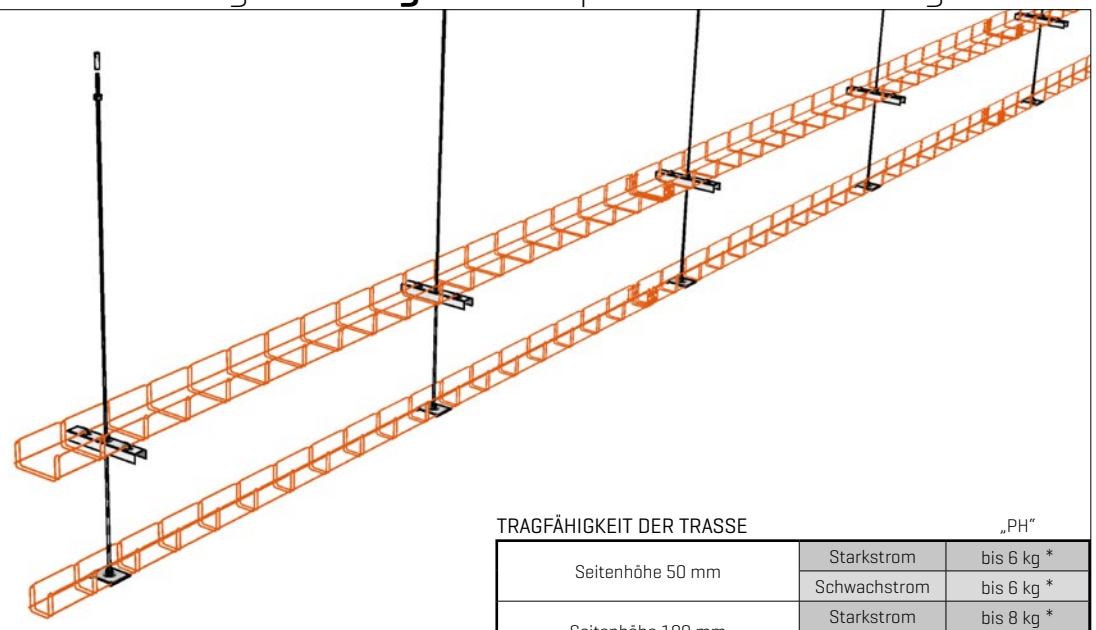 TRAGFÄHIGKEIT DER TRASSE „PH“
Seitenhöhe 50 mm
Starkstrom bis 6 kg *
Schwachstrom bis 6 kg *
Starkstrom bis 8 kg *